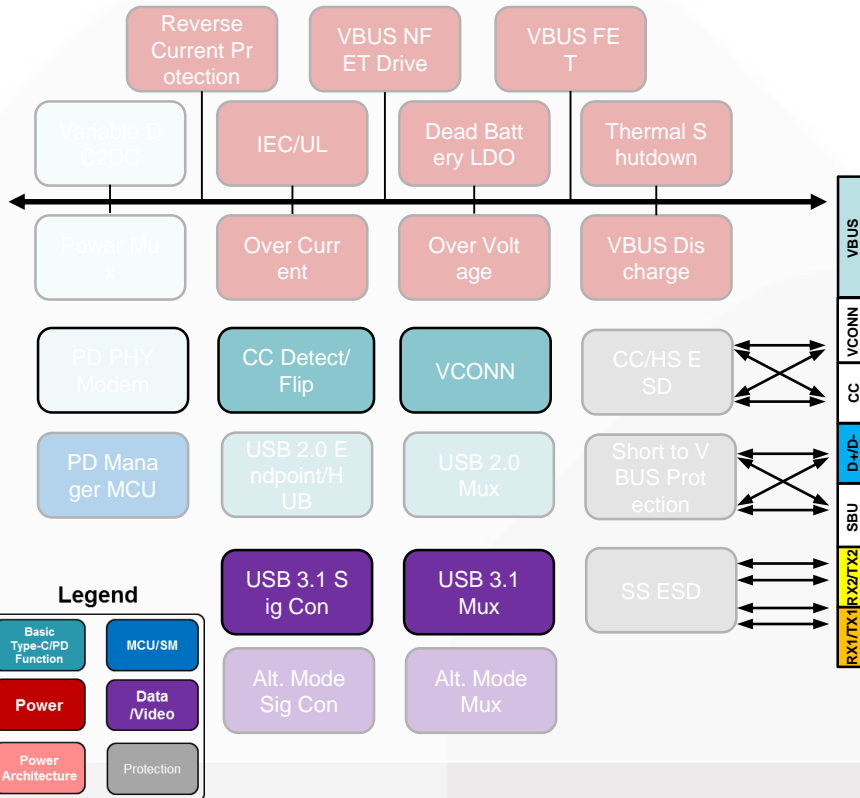 Reverse
Current Pr
otection
VBUS NF
ET Drive
VBUS FE
T
Variable D
C2DC
IEC/UL
Dead Batt
ery LDO
Thermal S
hutdown
Power Mu
x
Over Curr
ent
Over Volt
age
VBUS Dis
charge
PD PHY
Modem
CC Detect/
Flip
VCONN
CC/HS E
SD
PD Mana
ger MCU
USB 2.0 E
ndpoint/H
UB
USB 2.0
Mux
Short to V
BUS Prot
ection
USB 3.1 S
ig Con
USB 3.1
Mux
SS ESD
Alt. Mode
Sig Con
Alt. Mode
Mux
VBUS
VCONN
CC
D+/D-
SBU
RX2/TX2
RX1/TX1
Legend
Basic
Type-C/PD
Function
MCU/SM
Power
Data
/Video
Power
Architecture
Protection